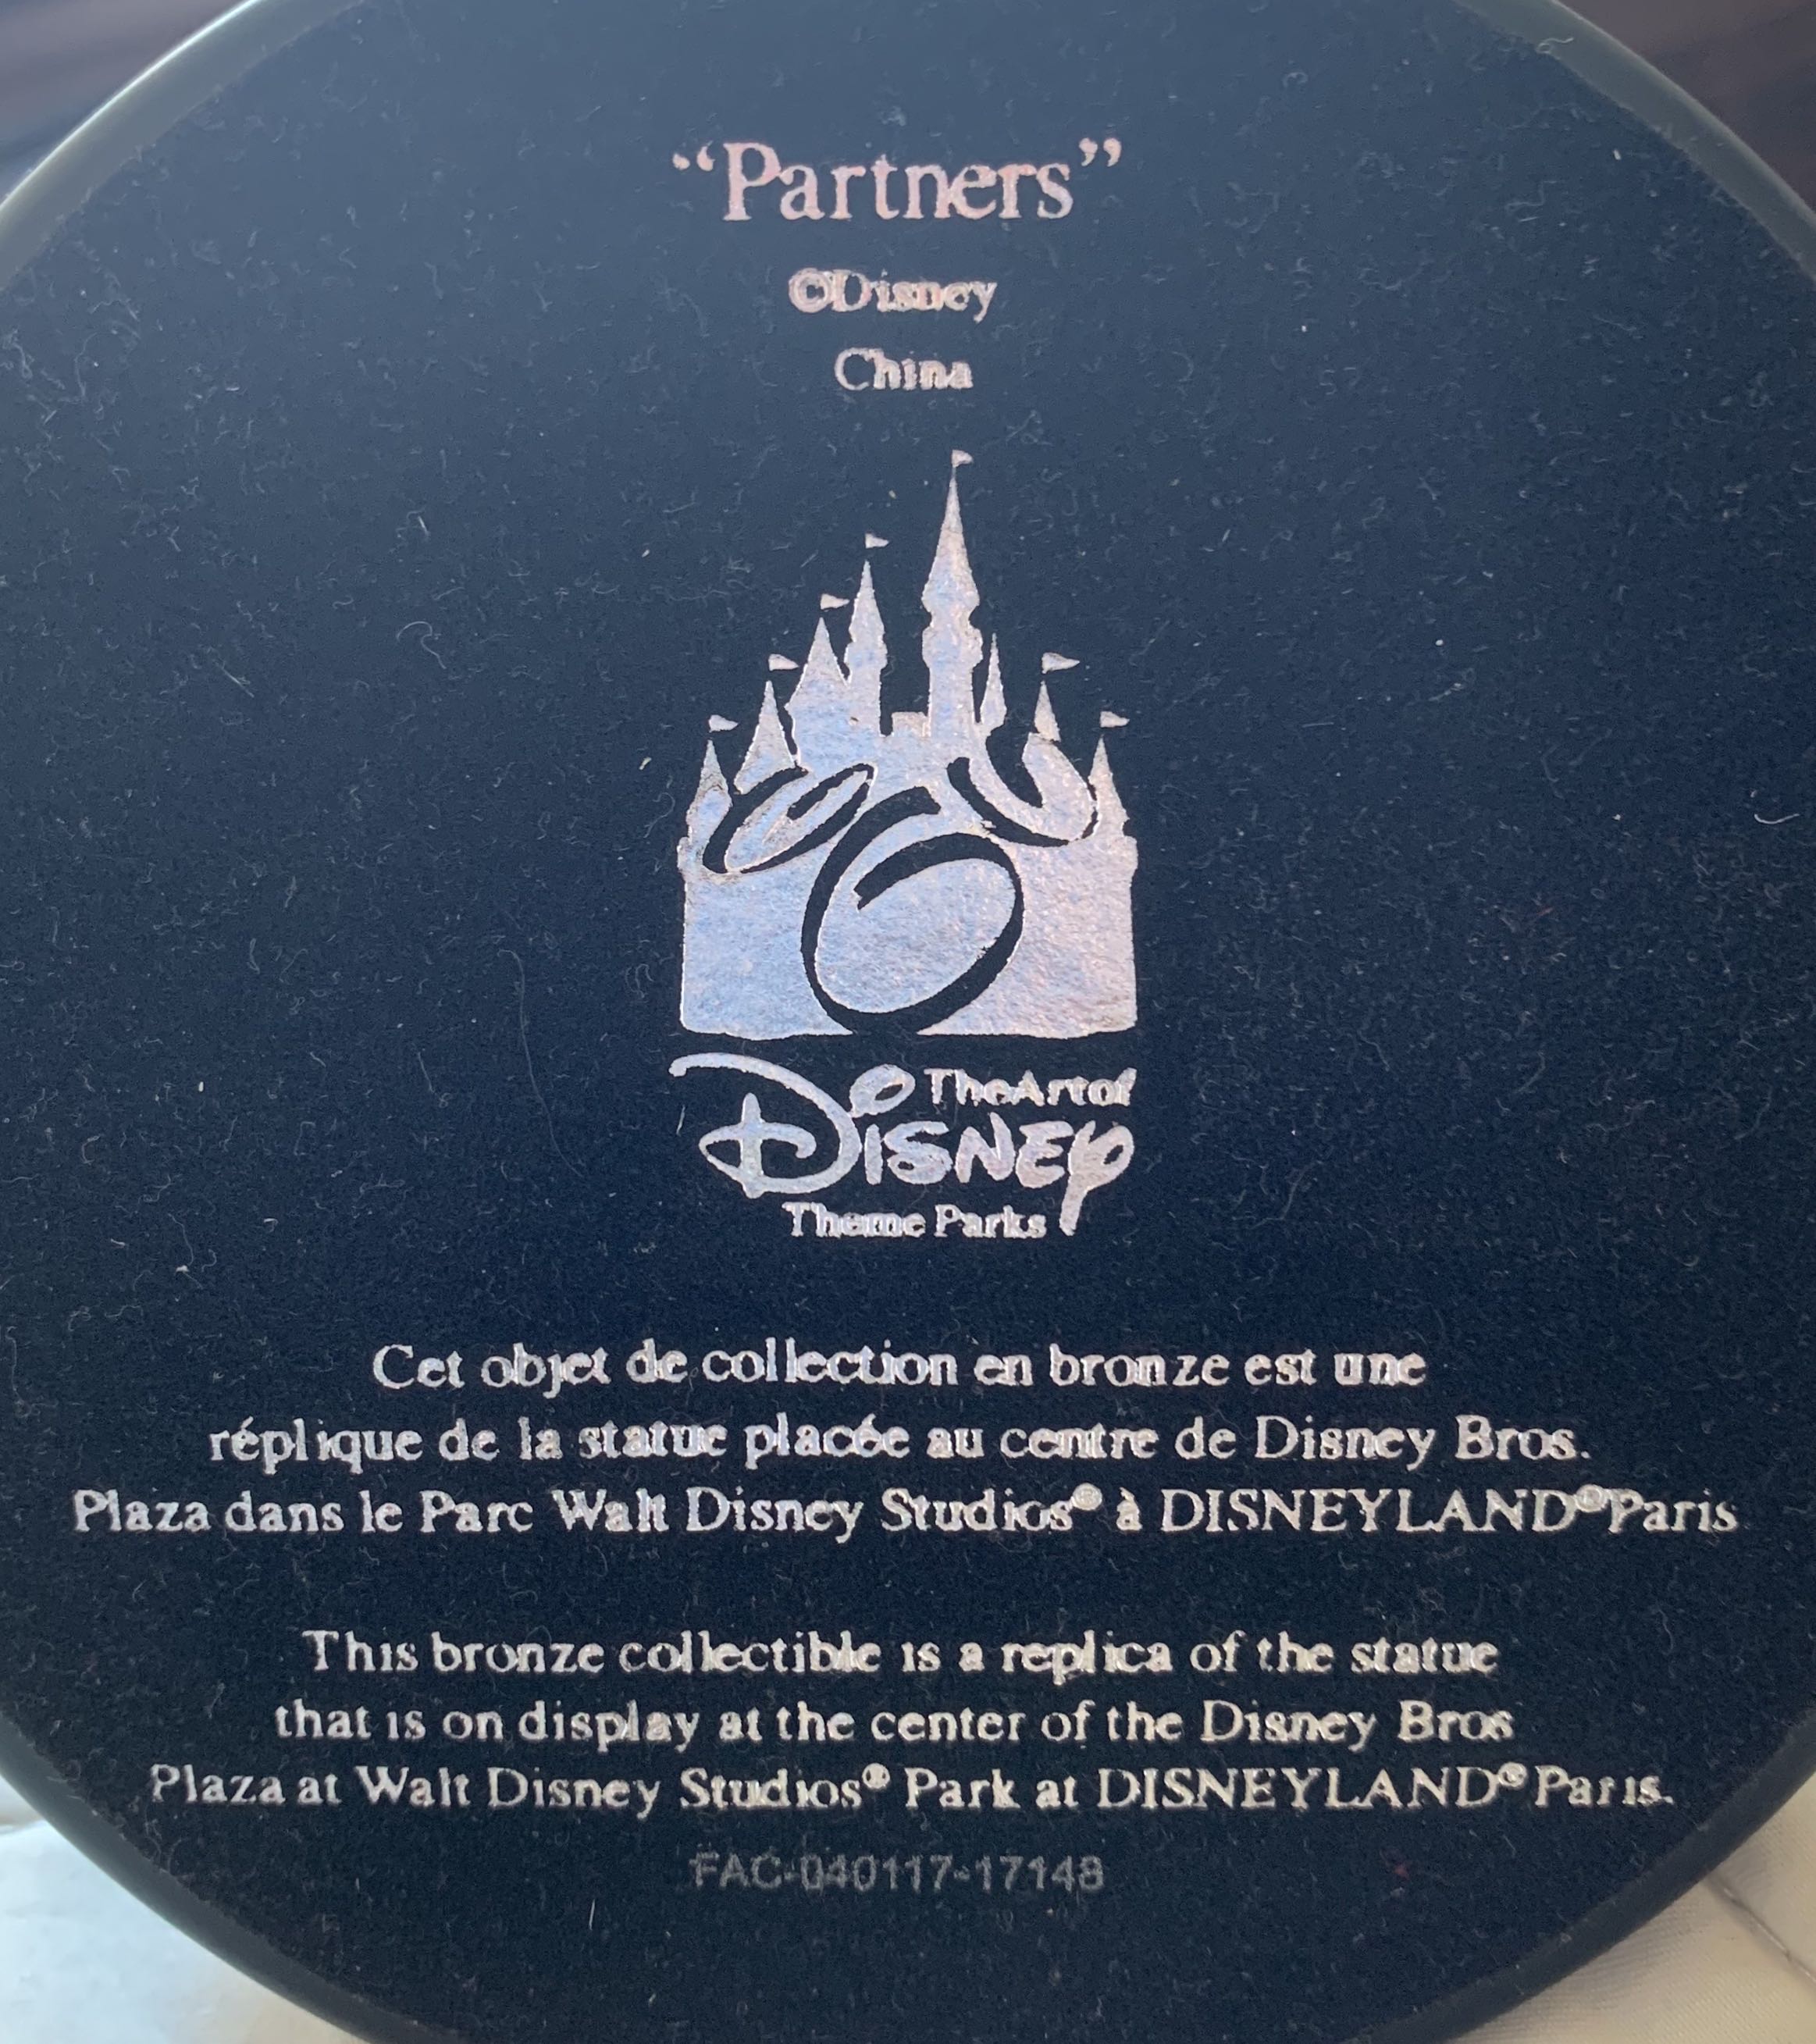 “Partners”
©Disney
China
The Art of
Disney
Theme Parks
Cet objet de collection en bronze est une
réplique de la statue placée au centre de Disney Bros.
Plaza dans le Parc Walt Disney Studios® à DISNEYLAND® Paris
This bronze collectible is a replica of the statue
that is on display at the center of the Disney Bros
Plaza at Walt Disney Studios® Park at DISNEYLAND® Paris.
FAC-040117-17148